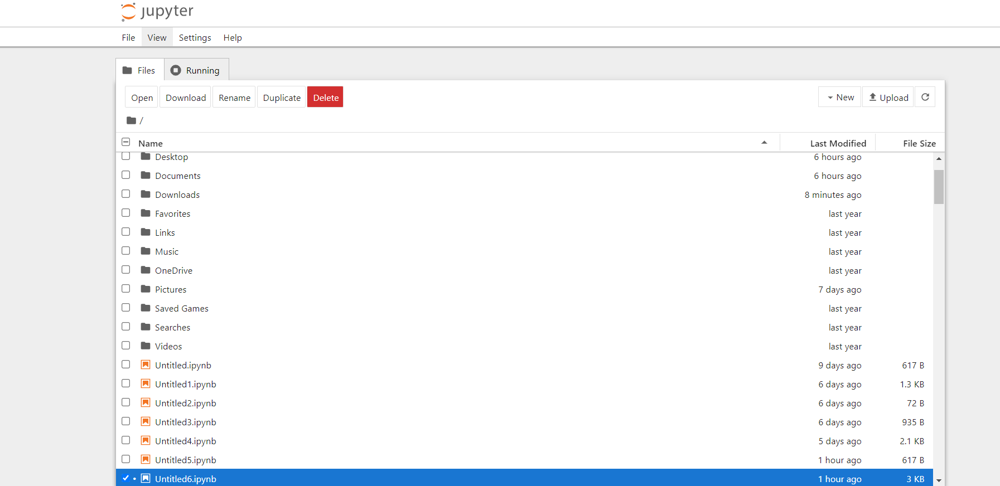 jupyter
File View Settings Help
Files Running
Open Download Rename Duplicate Delete New Upload
/
Name Last Modified File Size
Desktop 6 hours ago
Documents 6 hours ago
Downloads 8 minutes ago
Favorites last year
Links last year
Music last year
OneDrive last year
Pictures 7 days ago
Saved Games last year
Searches last year
Videos last year
Untitled.ipynb 9 days ago 617 B
Untitled1.ipynb 6 days ago 1.3 KB
Untitled2.ipynb 6 days ago 72 B
Untitled3.ipynb 6 days ago 935 B
Untitled4.ipynb 5 days ago 2.1 KB
Untitled5.ipynb 1 hour ago 617 B
Untitled6.ipynb 1 hour ago 3 KB